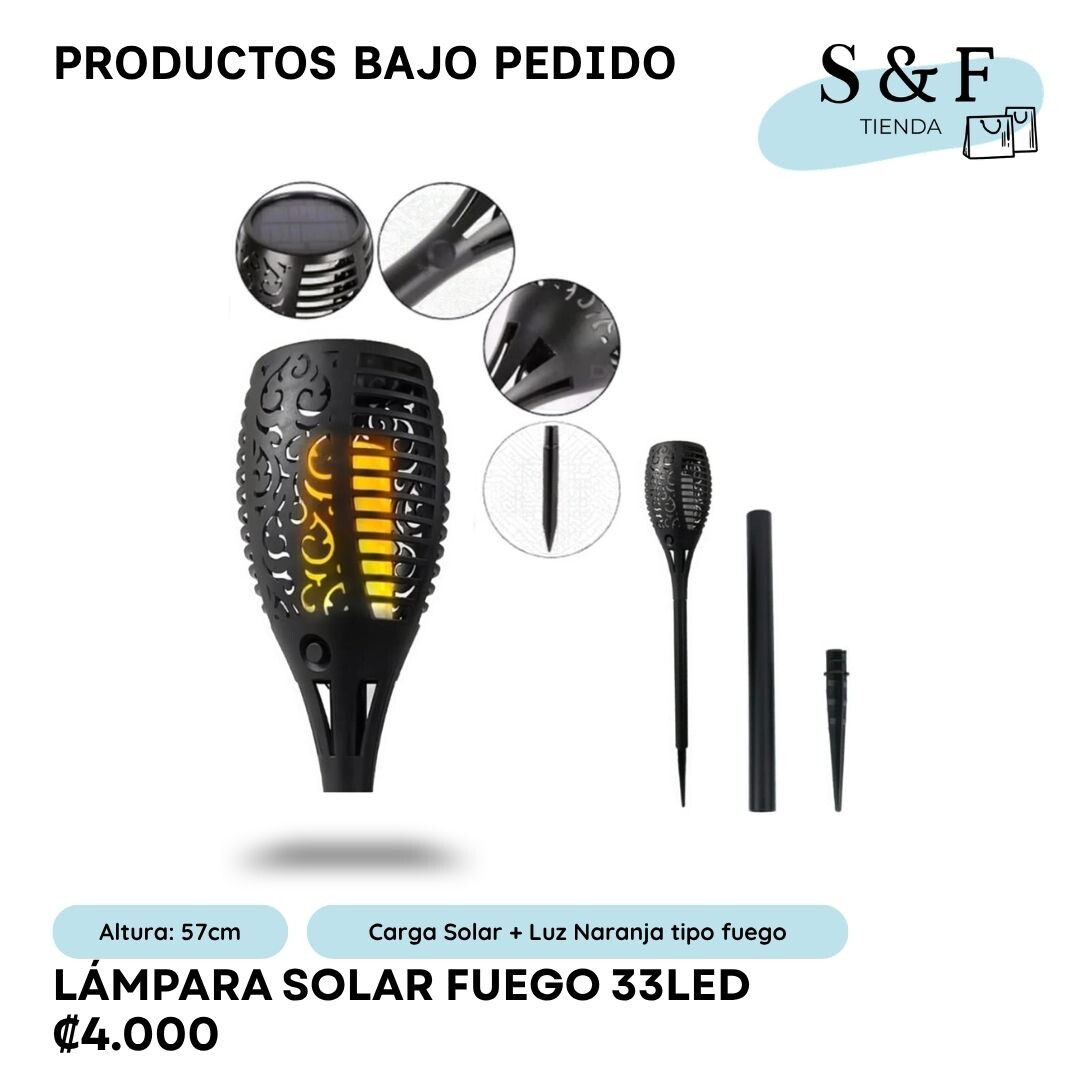 PRODUCTOS BAJO PEDIDO
S & F
TIENDA
Altura: 57cm
Carga Solar + Luz Naranja tipo fuego
LÁMPARA SOLAR FUEGO 33LED
₡4.000